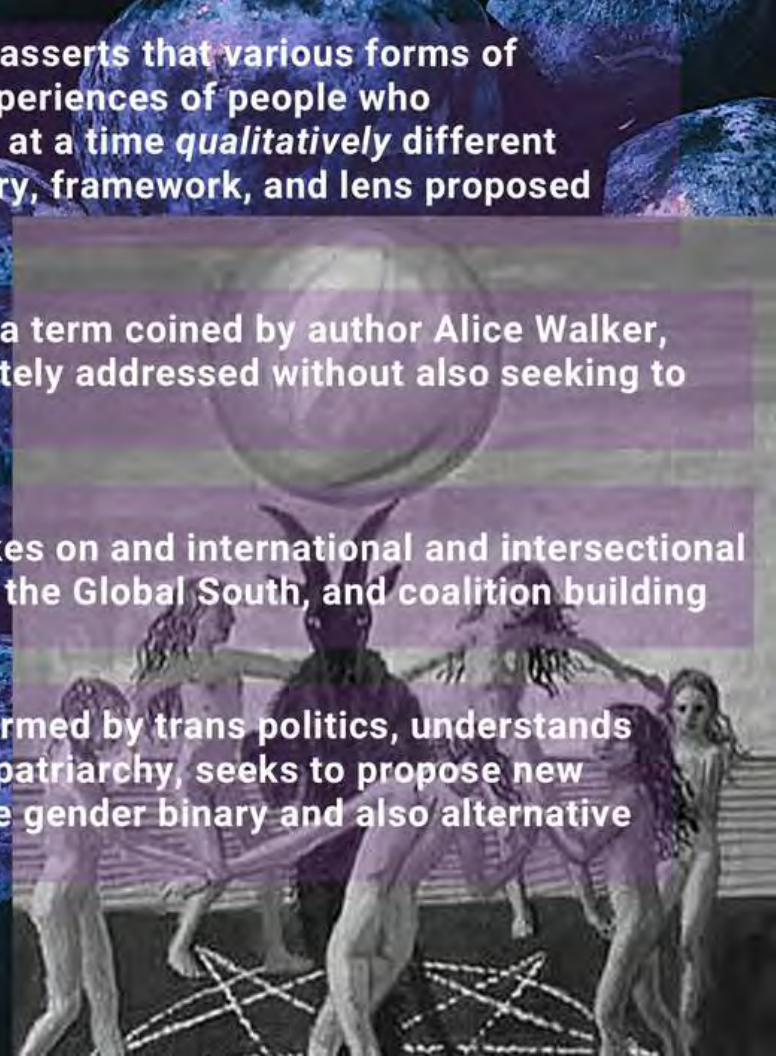 asserts that various forms of
periences of people who
at a time qualitatively different
ry, framework, and lens proposed
a term coined by author Alice Walker,
tely addressed without also seeking to
kes on and international and intersectional
the Global South, and coalition building
rmed by trans politics, understands
patriarchy, seeks to propose new
e gender binary and also alternative